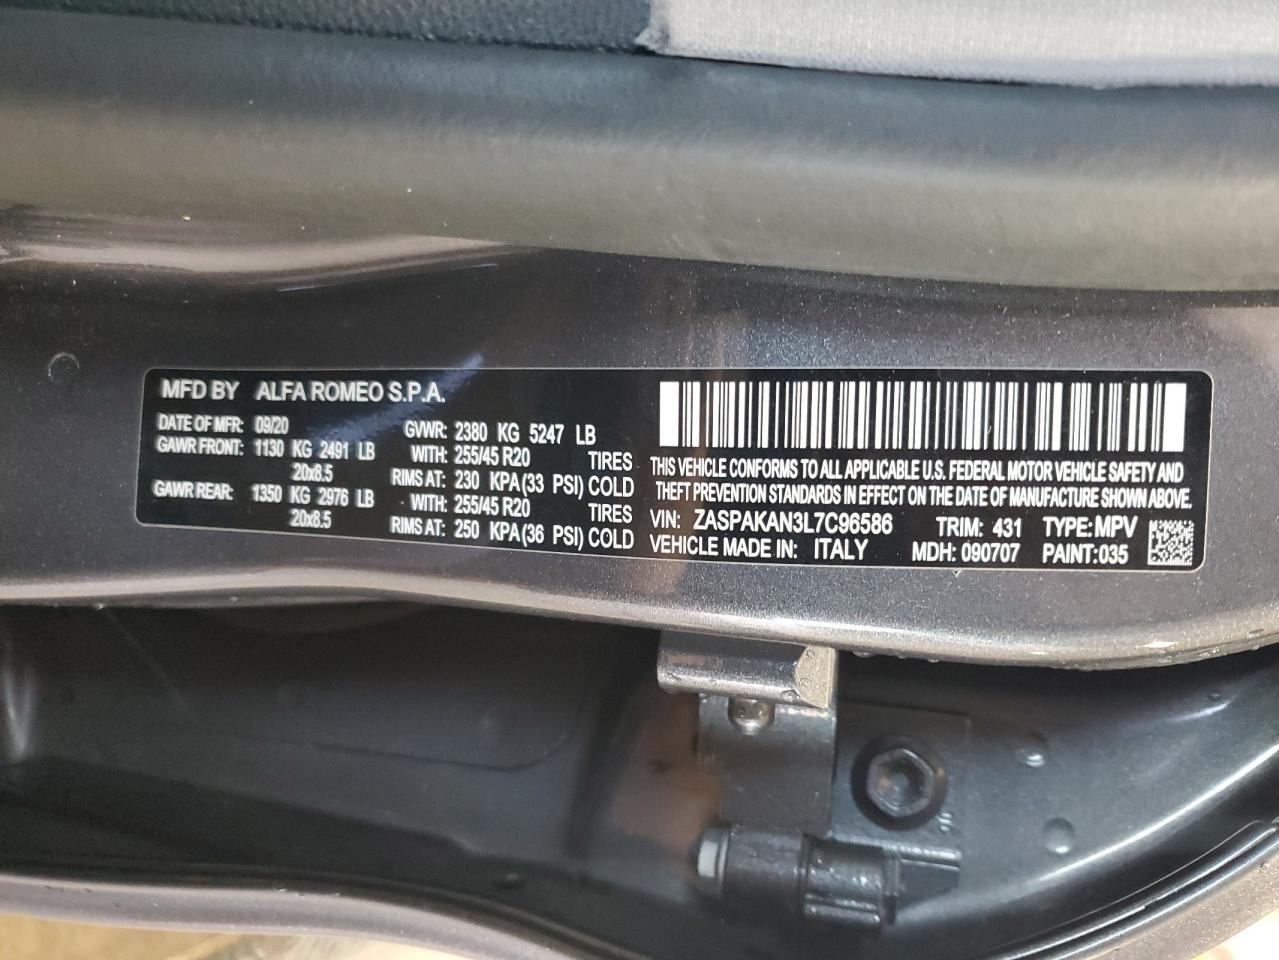 MFD BY ALFA ROMEO S.P.A.
DATE OF MFR: 09/20 GVWR: 2380 KG 5247 LB
GAWR FRONT: 1130 KG 2491 LB WITH: 255/45 R20 TIRES
20x8.5 RIMS AT: 230 KPA(33 PSI) COLD
GAWR REAR: 1350 KG 2976 LB WITH: 255/45 R20 TIRES
20x8.5 RIMS AT: 250 KPA(36 PSI) COLD
THIS VEHICLE CONFORMS TO ALL APPLICABLE U.S. FEDERAL MOTOR VEHICLE SAFETY AND
THEFT PREVENTION STANDARDS IN EFFECT ON THE DATE OF MANUFACTURE SHOWN ABOVE.
VIN: ZASPAKAN3L7C96586 TRIM: 431 TYPE: MPV
VEHICLE MADE IN: ITALY MDH: 090707 PAINT:035